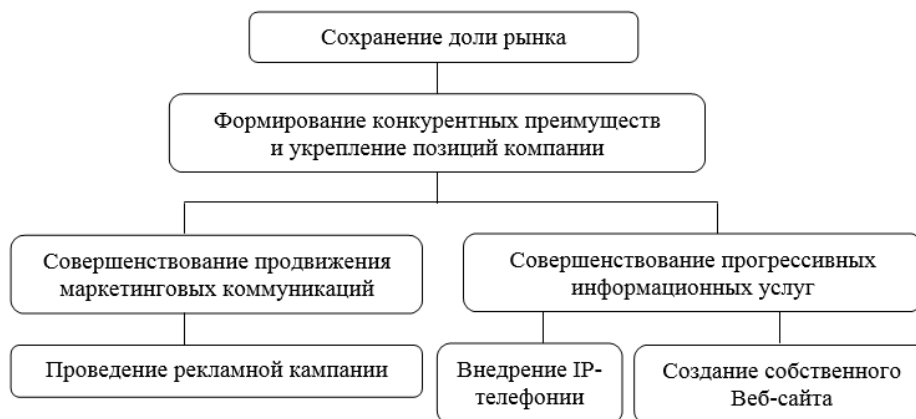 Сохранение доли рынка
Формирование конкурентных преимуществ
и укрепление позиций компании
Совершенствование продвижения
маркетинговых коммуникаций
Совершенствование прогрессивных
информационных услуг
Проведение рекламной кампании
Внедрение IP-
телефонии
Создание собственного
Веб-сайта